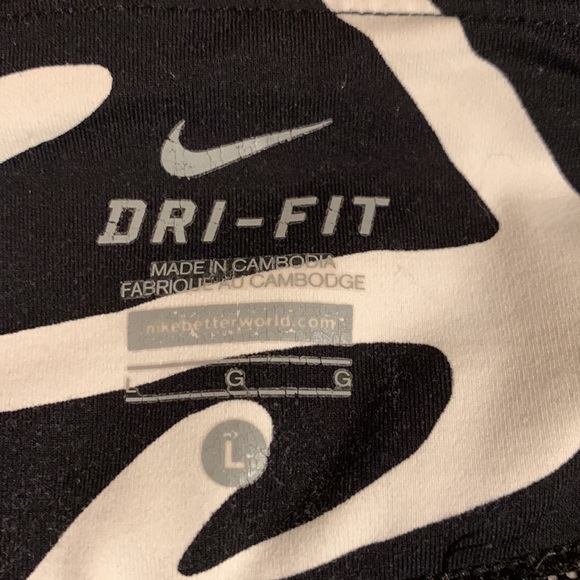 DRI-FIT
MADE IN CAMBODIA
FABRIQUE AU CAMBODGE
nikebetterworld.com
L G G
L